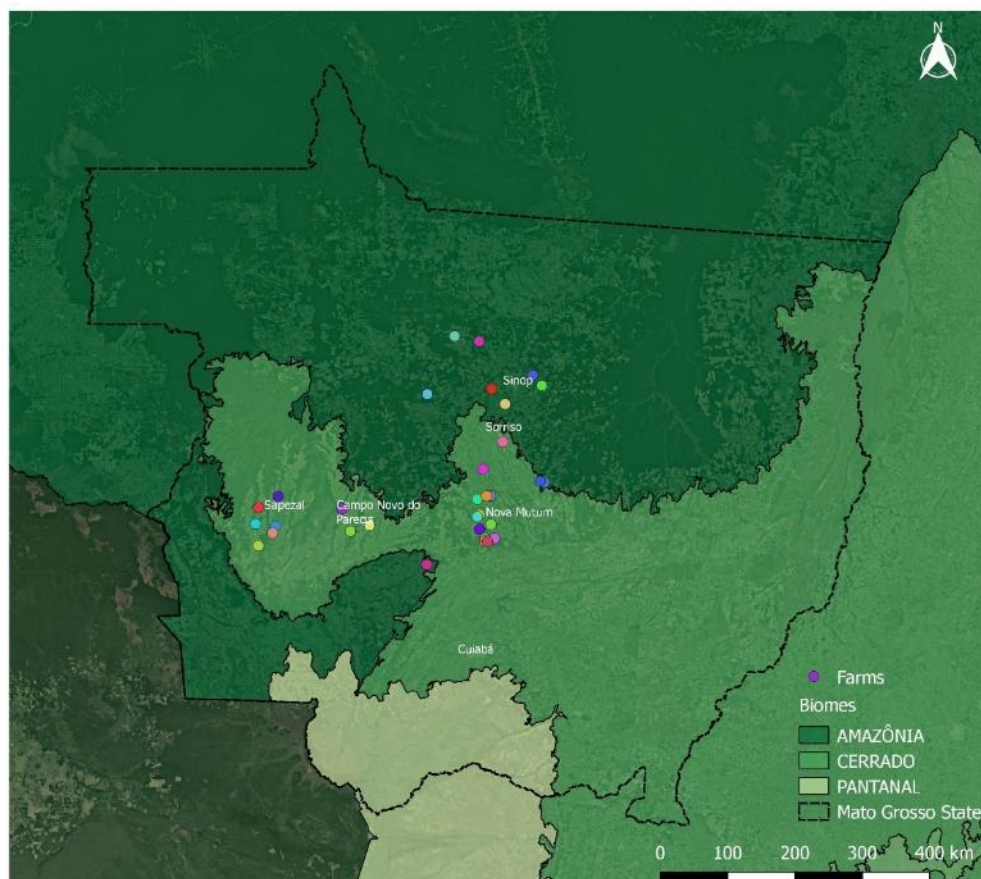 N
Sinop
Sorriso
Sapezal
Campo Novo do
Parecis
Nova Mutum
Cuiabá
Farms
Biomes
AMAZÔNIA
CERRADO
PANTANAL
Mato Grosso State
0 100 200 300 400 km